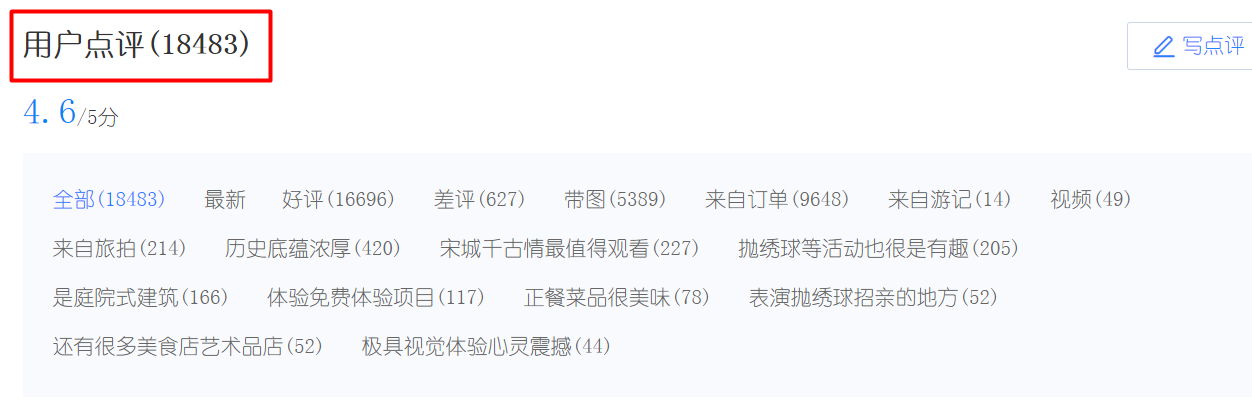 用户点评(18483)
写点评
4.6/5分
全部(18483) 最新 好评(16696) 差评(627) 带图(5389) 来自订单(9648) 来自游记(14) 视频(49)
来自旅拍(214) 历史底蕴浓厚(420) 宋城千古情最值得观看(227) 抛绣球等活动也很是有趣(205)
是庭院式建筑(166) 体验免费体验项目(117) 正餐菜品很美味(78) 表演抛绣球招亲的地方(52)
还有很多美食店艺术品店(52) 极具视觉体验心灵震撼(44)